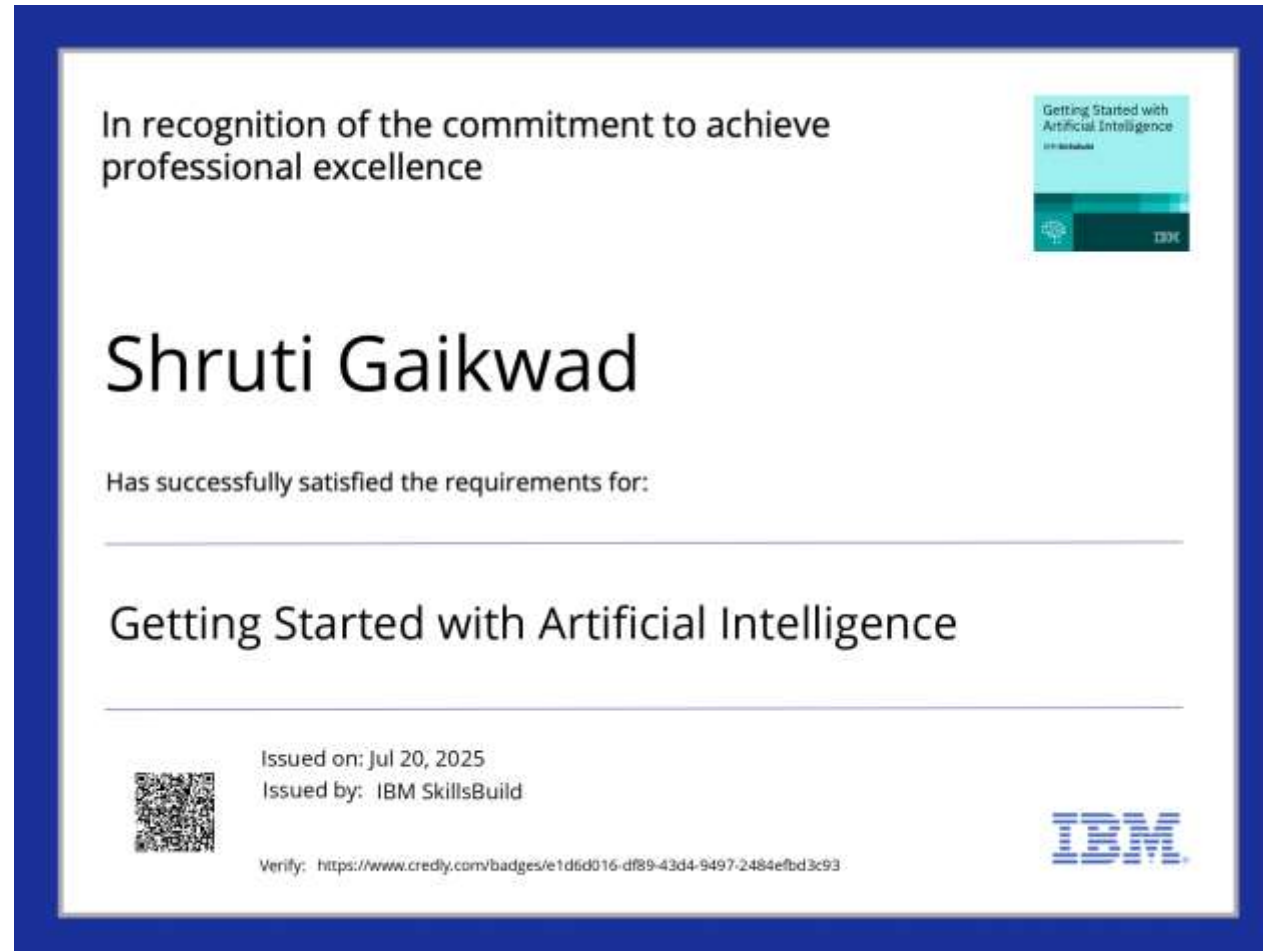 In recognition of the commitment to achieve
professional excellence
Getting Started with
Artificial Intelligence
IBM SkillsBuild
IBM
Shruti Gaikwad
Has successfully satisfied the requirements for:
Getting Started with Artificial Intelligence
Issued on: Jul 20, 2025
Issued by: IBM SkillsBuild
Verify: https://www.credly.com/badges/e1d6d016-df89-43d4-9497-2484efbd3c93
IBM